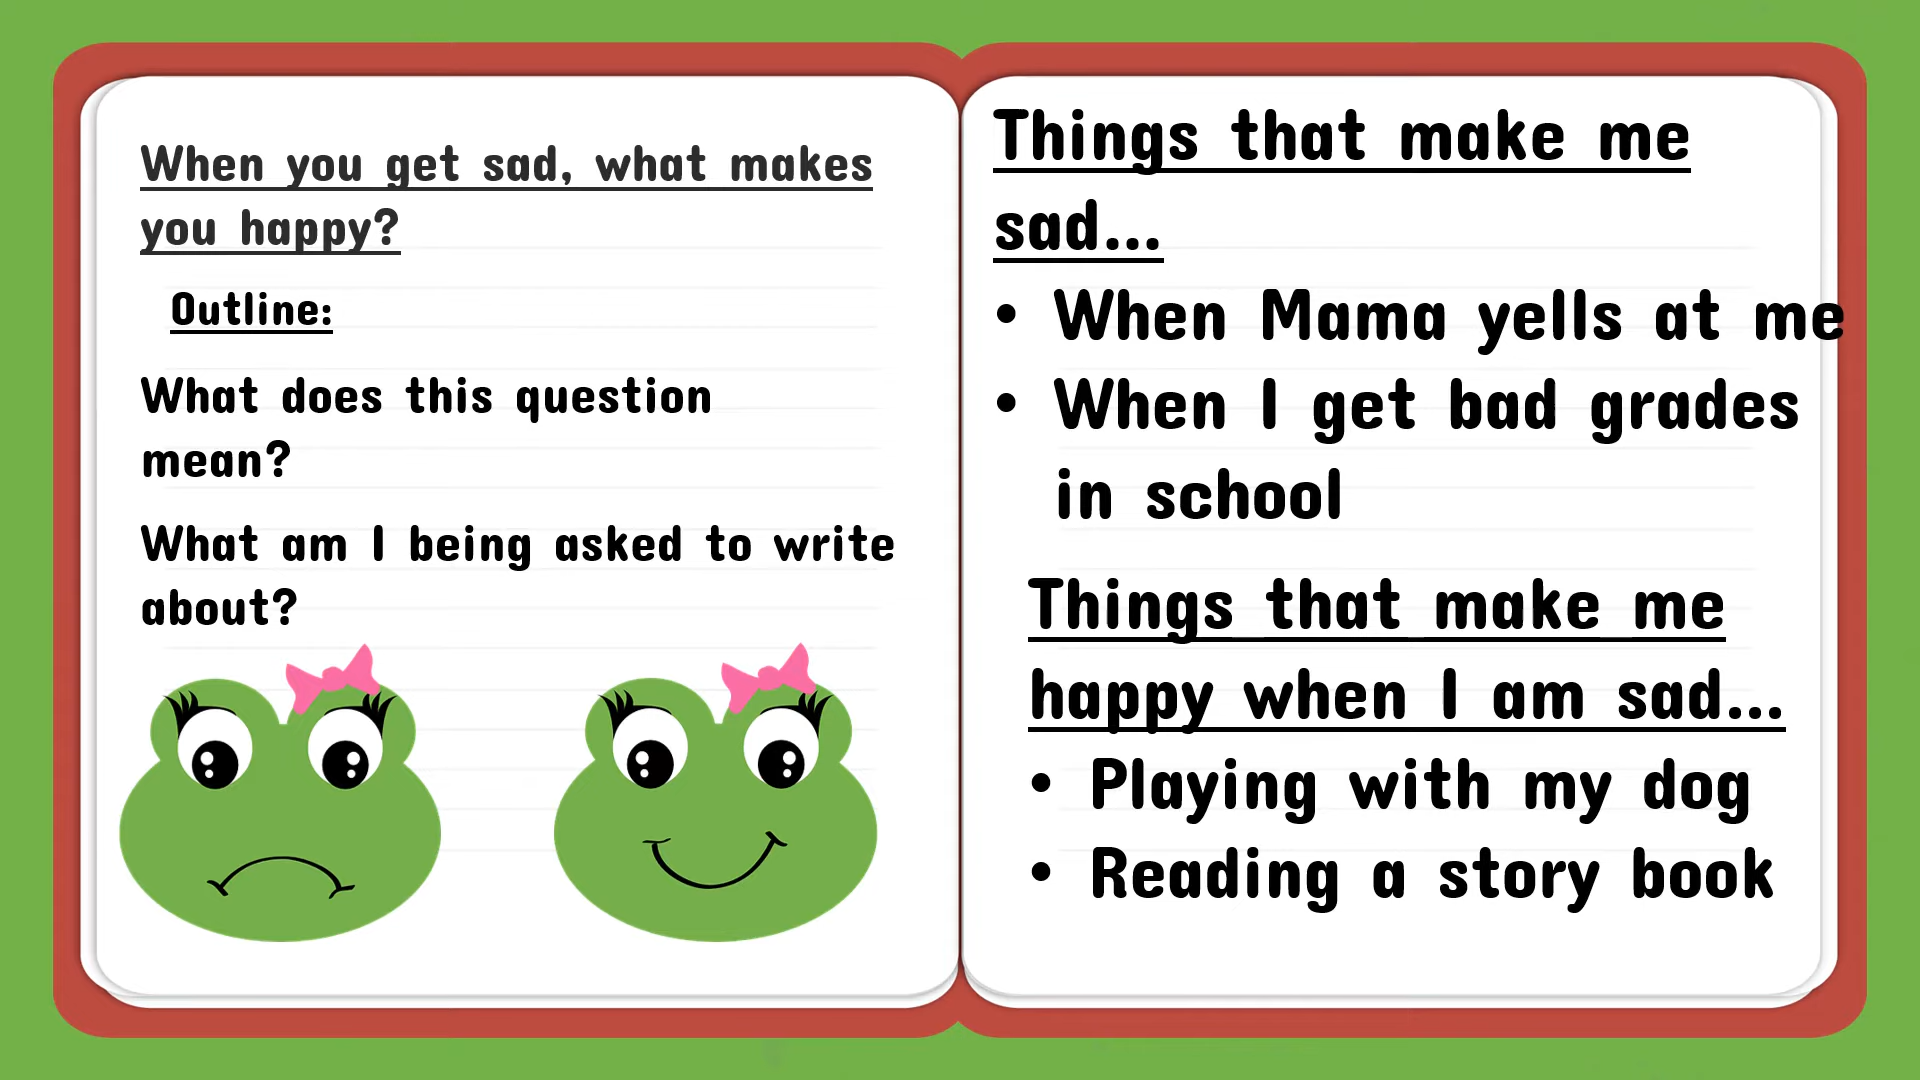 When you get sad, what makes
you happy?
Outline:
What does this question
mean?
What am I being asked to write
about?
Things that make me
sad...
• When Mama yells at me
• When I get bad grades
in school
Things that make me
happy when I am sad...
• Playing with my dog
• Reading a story book